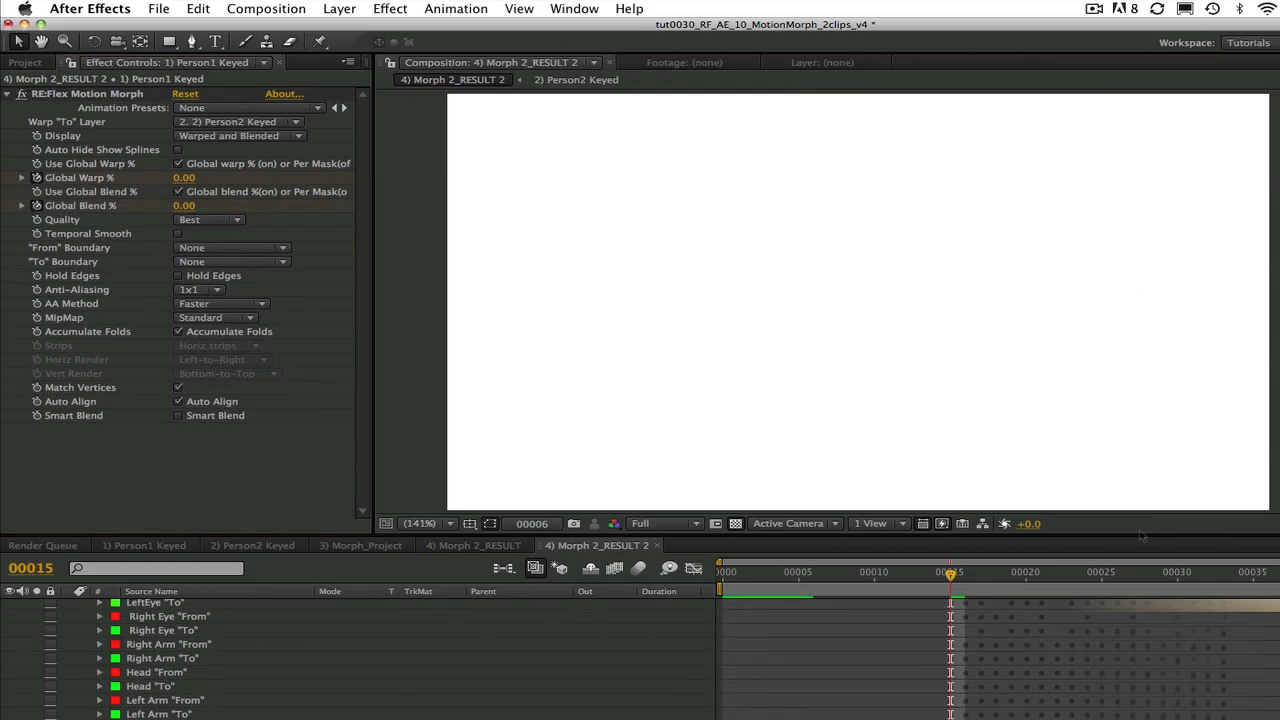 After Effects File Edit Composition Layer Effect Animation View Window Help 8
tut0030_RF_AE_10_MotionMorph_2clips_v4 *
Workspace: Tutorials
Project Effect Controls: 1) Person1 Keyed Composition: 4) Morph 2_RESULT 2 Footage: (none) Layer: (none)
4) Morph 2_RESULT 2 • 1) Person1 Keyed 4) Morph 2_RESULT 2 2) Person2 Keyed
fx RE:Flex Motion Morph Reset About...
Animation Presets: None
Warp "To" Layer 2. 2) Person2 Keyed
Display Warped and Blended
Auto Hide Show Splines
Use Global Warp % Global warp % (on) or Per Mask(of
Global Warp % 0.00
Use Global Blend % Global blend %(on) or Per Mask(o
Global Blend % 0.00
Quality Best
Temporal Smooth
"From" Boundary None
"To" Boundary None
Hold Edges Hold Edges
Anti-Aliasing 1x1
AA Method Faster
MipMap Standard
Accumulate Folds Accumulate Folds
Strips Horiz strips
Horiz Render Left-to-Right
Vert Render Bottom-to-Top
Match Vertices
Auto Align Auto Align
Smart Blend Smart Blend
(141%) 00006 Full Active Camera 1 View +0.0
Render Queue 1) Person1 Keyed 2) Person2 Keyed 3) Morph_Project 4) Morph 2_RESULT 4) Morph 2_RESULT 2
00015 0000 00005 00010 00015 00020 00025 00030 00035
# Source Name Mode T TrkMat Parent Out Duration
LeftEye "To"
Right Eye "From"
Right Eye "To"
Right Arm "From"
Right Arm "To"
Head "From"
Head "To"
Left Arm "From"
Left Arm "To"